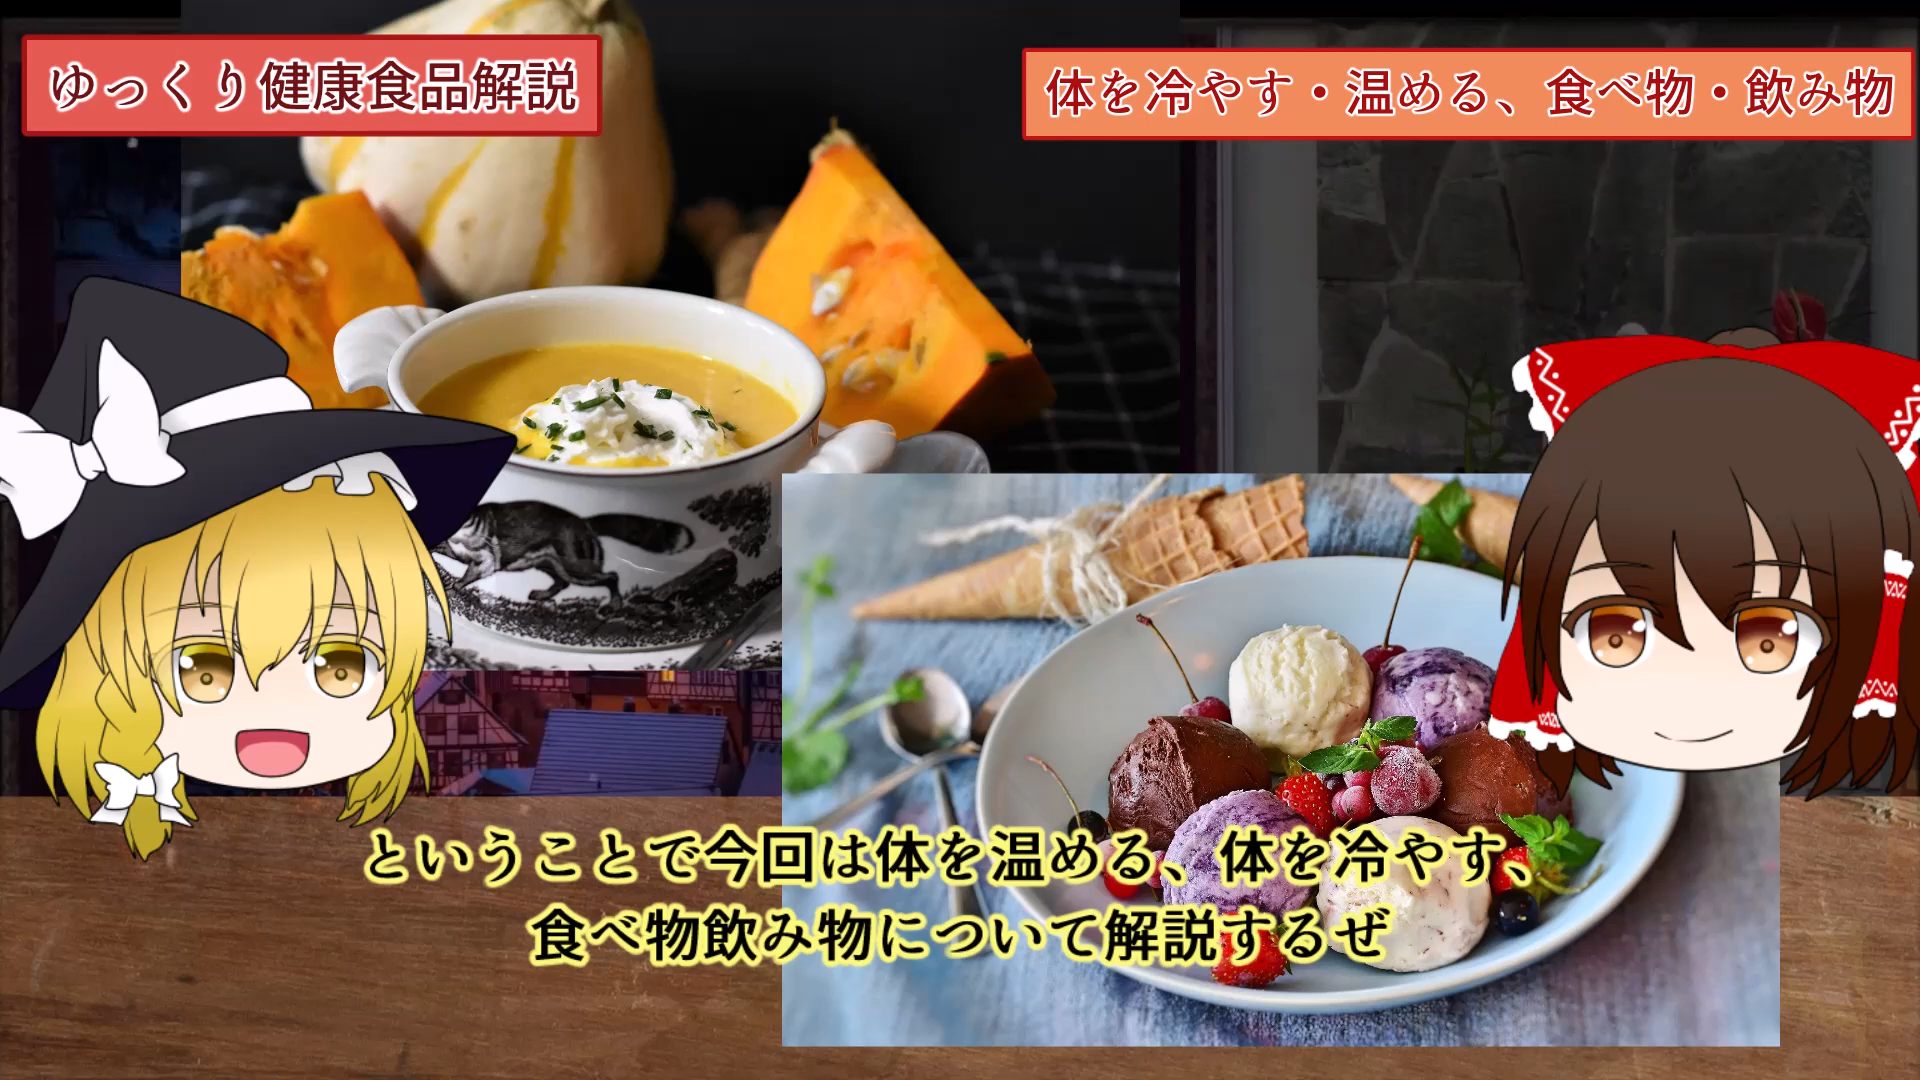 ゆっくり健康食品解説
体を冷やす・温める、食べ物・飲み物
ということで今回は体を温める、体を冷やす、
食べ物飲み物について解説するぜ